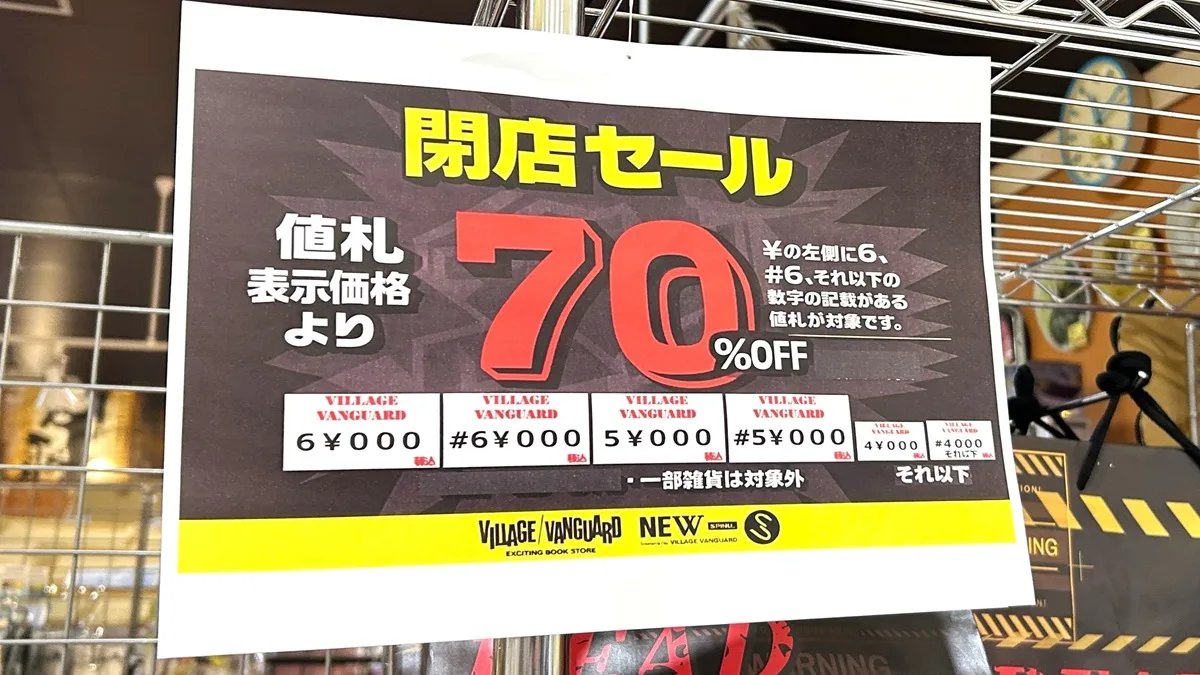 閉店セール
値札
表示価格
より
70
%OFF
¥の左側に6、
#6、それ以下の
数字の記載がある
値札が対象です。
VILLAGE
VANGUARD
6¥000
税込
VILLAGE
VANGUARD
#6¥000
税込
VILLAGE
VANGUARD
5¥000
税込
VILLAGE
VANGUARD
#5¥000
税込
VILLAGE
VANGUARD
4¥000
税込
VILLAGE
VANGUARD
#4000
それ以下
税込
・一部雑貨は対象外
それ以下
VILLAGE/VANGUARD
EXCITING BOOK STORE
NEW
VILLAGE VANGUARD
S